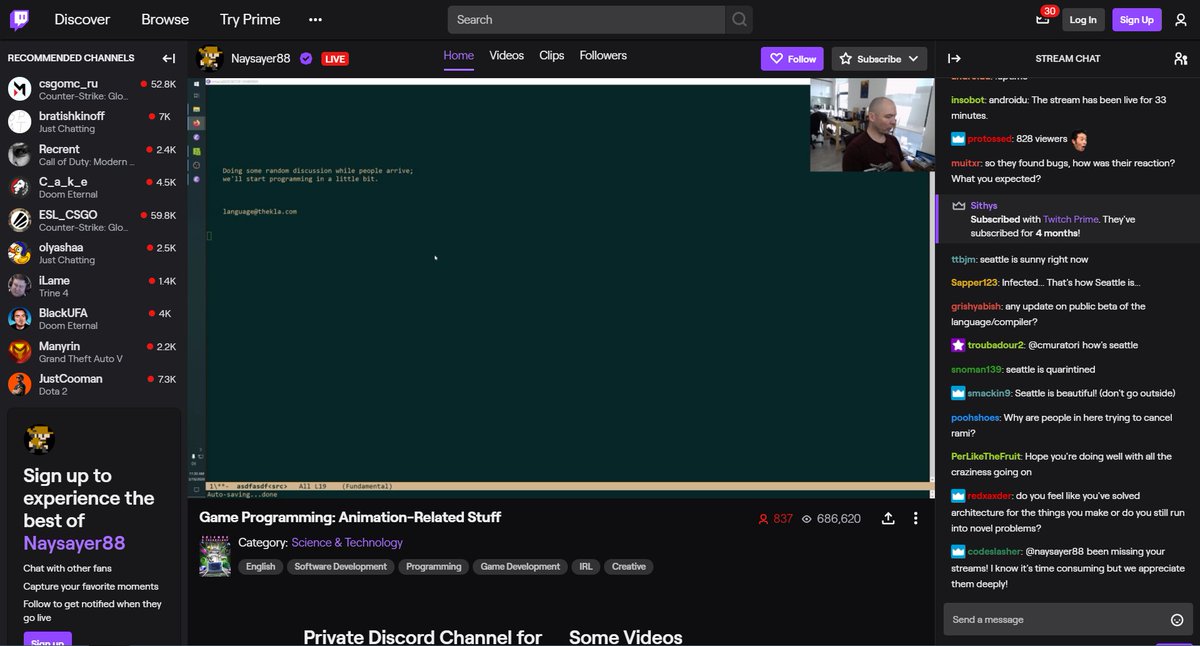 Discover Browse Try Prime
Search
30
Log In Sign Up
RECOMMENDED CHANNELS
csgomc_ru 52.8K
Counter-Strike: Glo...
bratishkinoff 7K
Just Chatting
Recrent 2.4K
Call of Duty: Modern ...
C_a_k_e 4.5K
Doom Eternal
ESL_CSGO 59.8K
Counter-Strike: Glo...
olyashaa 2.5K
Just Chatting
iLame 1.4K
Trine 4
BlackUFA 4K
Doom Eternal
Manyrin 2.2K
Grand Theft Auto V
JustCooman 7.3K
Dota 2
Sign up to
experience the
best of
Naysayer88
Chat with other fans
Capture your favorite moments
Follow to get notified when they
go live
Sign up
Naysayer88 LIVE
Home Videos Clips Followers
Follow Subscribe
Doing some random discussion while people arrive;
we'll start programming in a little bit.
language@thekla.com
1\**- asdfasdf<src> All L19 (Fundamental)
Auto-saving...done
Game Programming: Animation-Related Stuff
837 686,620
Category: Science & Technology
English Software Development Programming Game Development IRL Creative
Private Discord Channel for Some Videos
STREAM CHAT
insobot: androidu: The stream has been live for 33
minutes.
protossed: 828 viewers
muitxr: so they found bugs, how was their reaction?
What you expected?
Sithys
Subscribed with Twitch Prime. They've
subscribed for 4 months!
ttbjm: seattle is sunny right now
Sapper123: Infected... That's how Seattle is...
grishyabish: any update on public beta of the
language/compiler?
troubadour2: @cmuratori how's seattle
snoman139: seattle is quarintined
smackin9: Seattle is beautiful! (don't go outside)
poohshoes: Why are people in here trying to cancel
rami?
PerLikeTheFruit: Hope you're doing well with all the
craziness going on
redxaxder: do you feel like you've solved
architecture for the things you make or do you still run
into novel problems?
codeslasher: @naysayer88 been missing your
streams! I know it's time consuming but we appreciate
them deeply!
Send a message